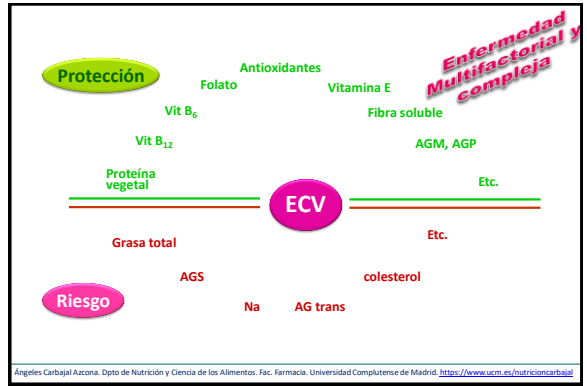 Enfermedad
Multifactorial y
compleja
Protección
Antioxidantes
Folato
Vitamina E
Vit B₆
Fibra soluble
Vit B₁₂
AGM, AGP
Proteína
vegetal
Etc.
ECV
Grasa total
Etc.
AGS
colesterol
Riesgo
Na
AG trans
Ángeles Carbajal Azcona. Dpto de Nutrición y Ciencia de los Alimentos. Fac. Farmacia. Universidad Complutense de Madrid. https://www.ucm.es/nutricioncarbajal